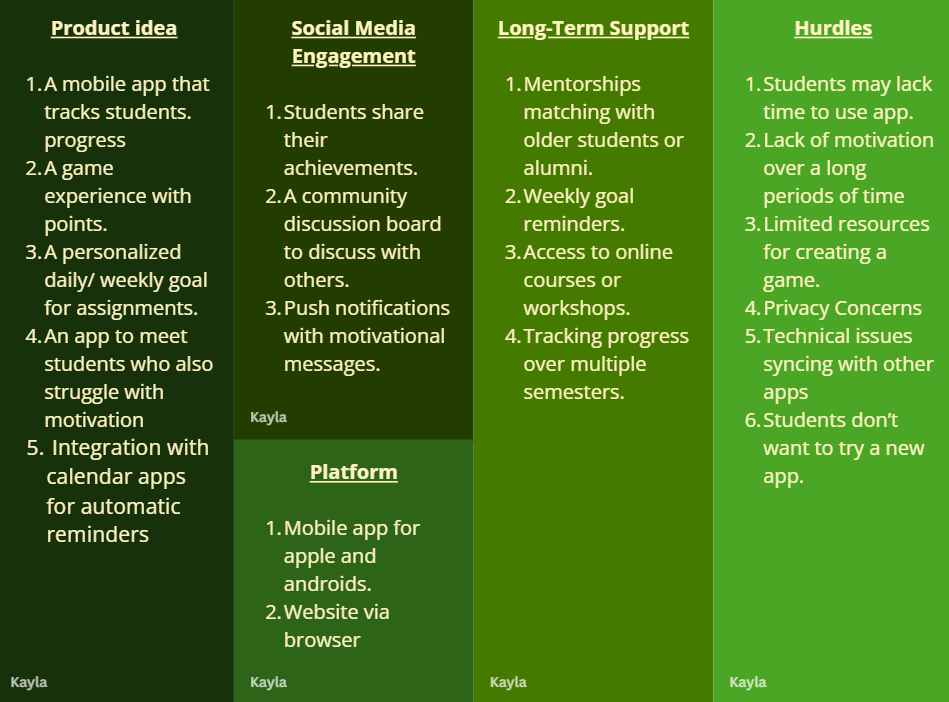 Product idea
1. A mobile app that
tracks students.
progress
2. A game
experience with
points.
3. A personalized
daily/ weekly goal
for assignments.
4. An app to meet
students who also
struggle with
motivation
5. Integration with
calendar apps
for automatic
reminders
Kayla
Social Media
Engagement
1. Students share
their
achievements.
2. A community
discussion board
to discuss with
others.
3. Push notifications
with motivational
messages.
Kayla
Platform
1. Mobile app for
apple and
androids.
2. Website via
browser
Kayla
Long-Term Support
1. Mentorships
matching with
older students or
alumni.
2. Weekly goal
reminders.
3. Access to online
courses or
workshops.
4. Tracking progress
over multiple
semesters.
Kayla
Hurdles
1. Students may lack
time to use app.
2. Lack of motivation
over a long
periods of time
3. Limited resources
for creating a
game.
4. Privacy Concerns
5. Technical issues
syncing with other
apps
6. Students don't
want to try a new
app.
Kayla